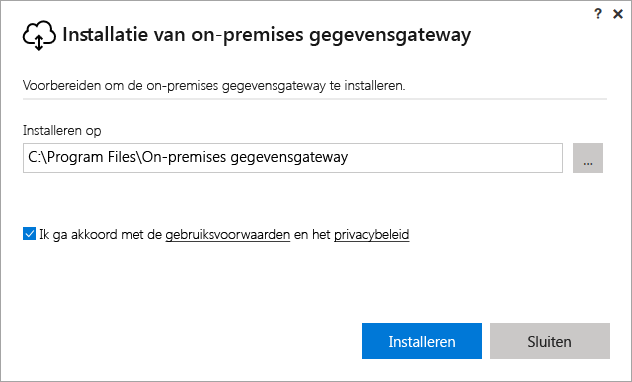 ? ×
Installatie van on-premises gegevensgateway
Voorbereiden om de on-premises gegevensgateway te installeren.
Installeren op
C:\Program Files\On-premises gegevensgateway
...
Ik ga akkoord met de gebruiksvoorwaarden en het privacybeleid
Installeren Sluiten